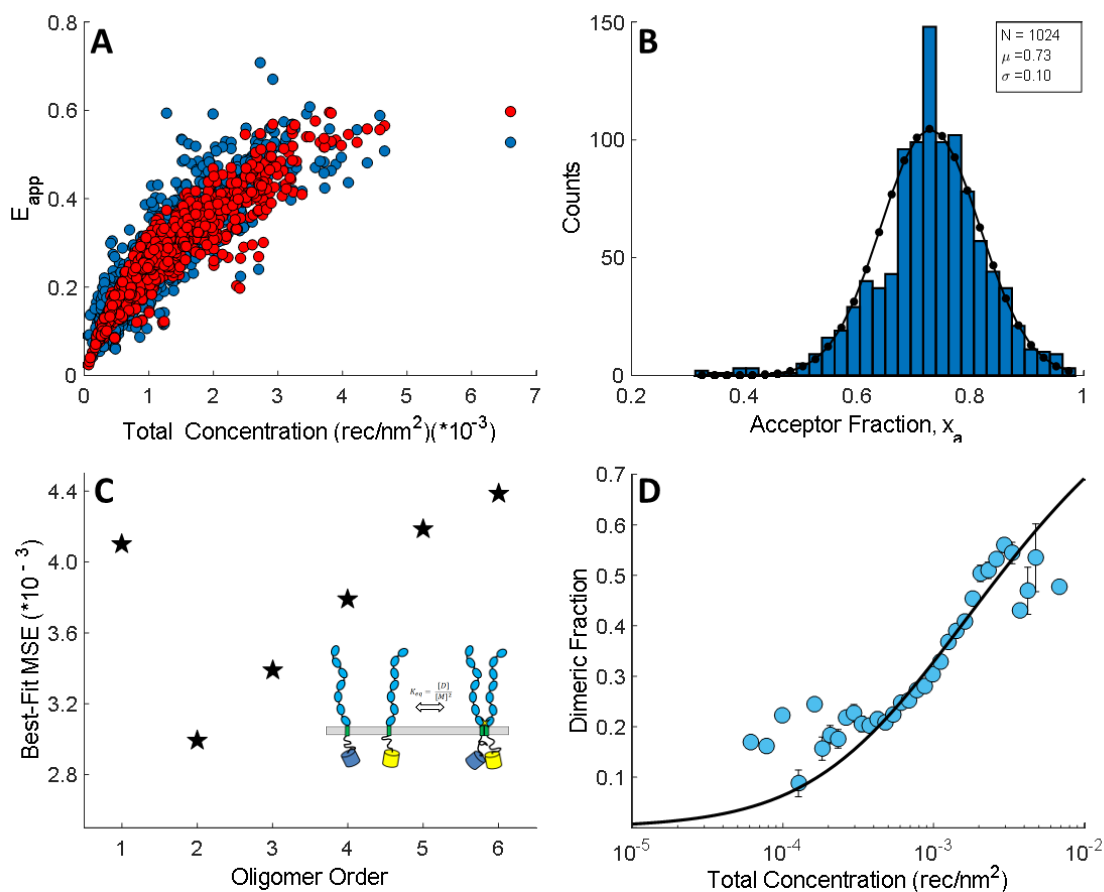 A
0.8
0.6
0.4
0.2
0
E_app
0 1 2 3 4 5 6 7
Total Concentration (rec/nm²)(*10⁻³)
B
150
100
50
0
Counts
N = 1024
μ =0.73
σ =0.10
0.2 0.4 0.6 0.8 1
Acceptor Fraction, x_a
C
4.4
4.0
3.6
3.2
2.8
Best-Fit MSE (*10⁻³)
K_eq = [D]/[M]²
1 2 3 4 5 6
Oligomer Order
D
0.7
0.6
0.5
0.4
0.3
0.2
0.1
Dimeric Fraction
10⁻⁵ 10⁻⁴ 10⁻³ 10⁻²
Total Concentration (rec/nm²)